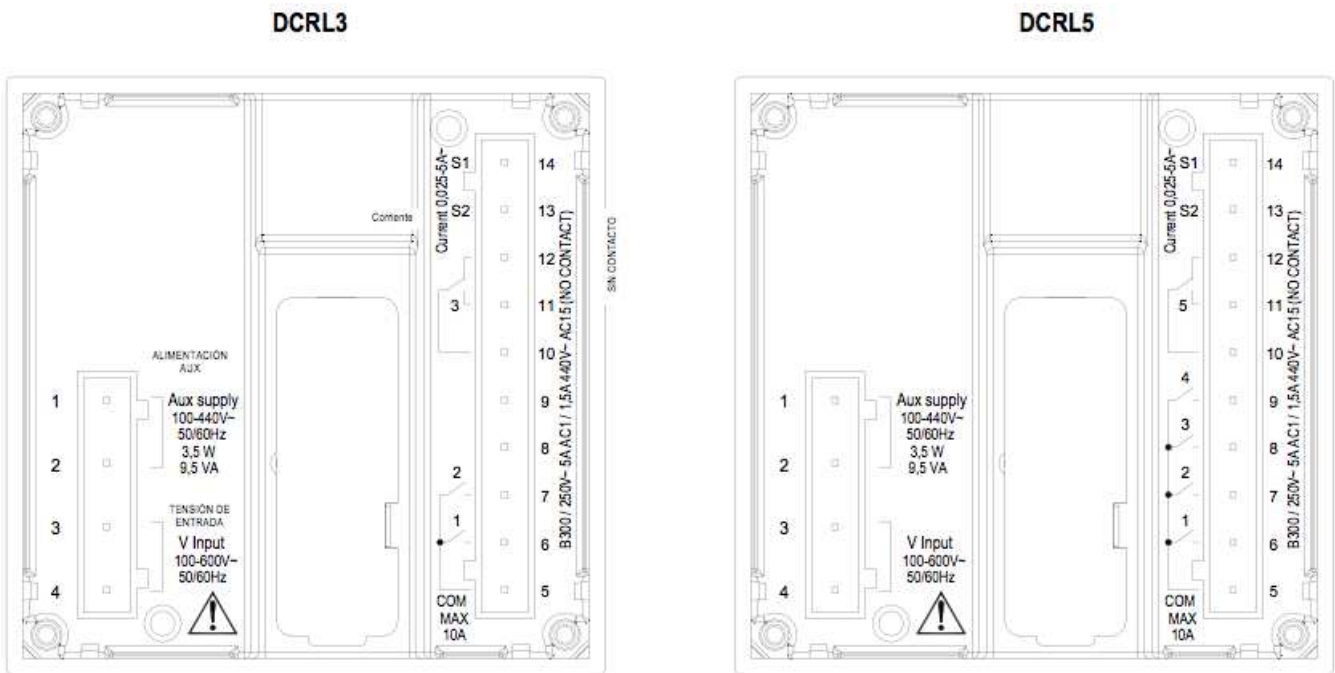 DCRL3
DCRL5
S1
14
S2
13
Corriente
Current 0,025-5A~
12
3
11
10
9
8
2
7
1
6
5
COM
MAX
10A
B300 / 250V~ 5A AC1 / 1,5A 440V~ AC15 (NO CONTACT)
SIN CONTACTO
ALIMENTACIÓN
AUX
1
Aux supply
100-440V~
50/60Hz
3,5 W
9,5 VA
2
TENSIÓN DE
ENTRADA
3
V Input
100-600V~
50/60Hz
4
S1
14
S2
13
Current 0,025-5A~
12
5
11
10
4
9
3
8
2
7
1
6
5
COM
MAX
10A
B300 / 250V~ 5A AC1 / 1,5A 440V~ AC15 (NO CONTACT)
1
Aux supply
100-440V~
50/60Hz
3,5 W
9,5 VA
2
3
V Input
100-600V~
50/60Hz
4